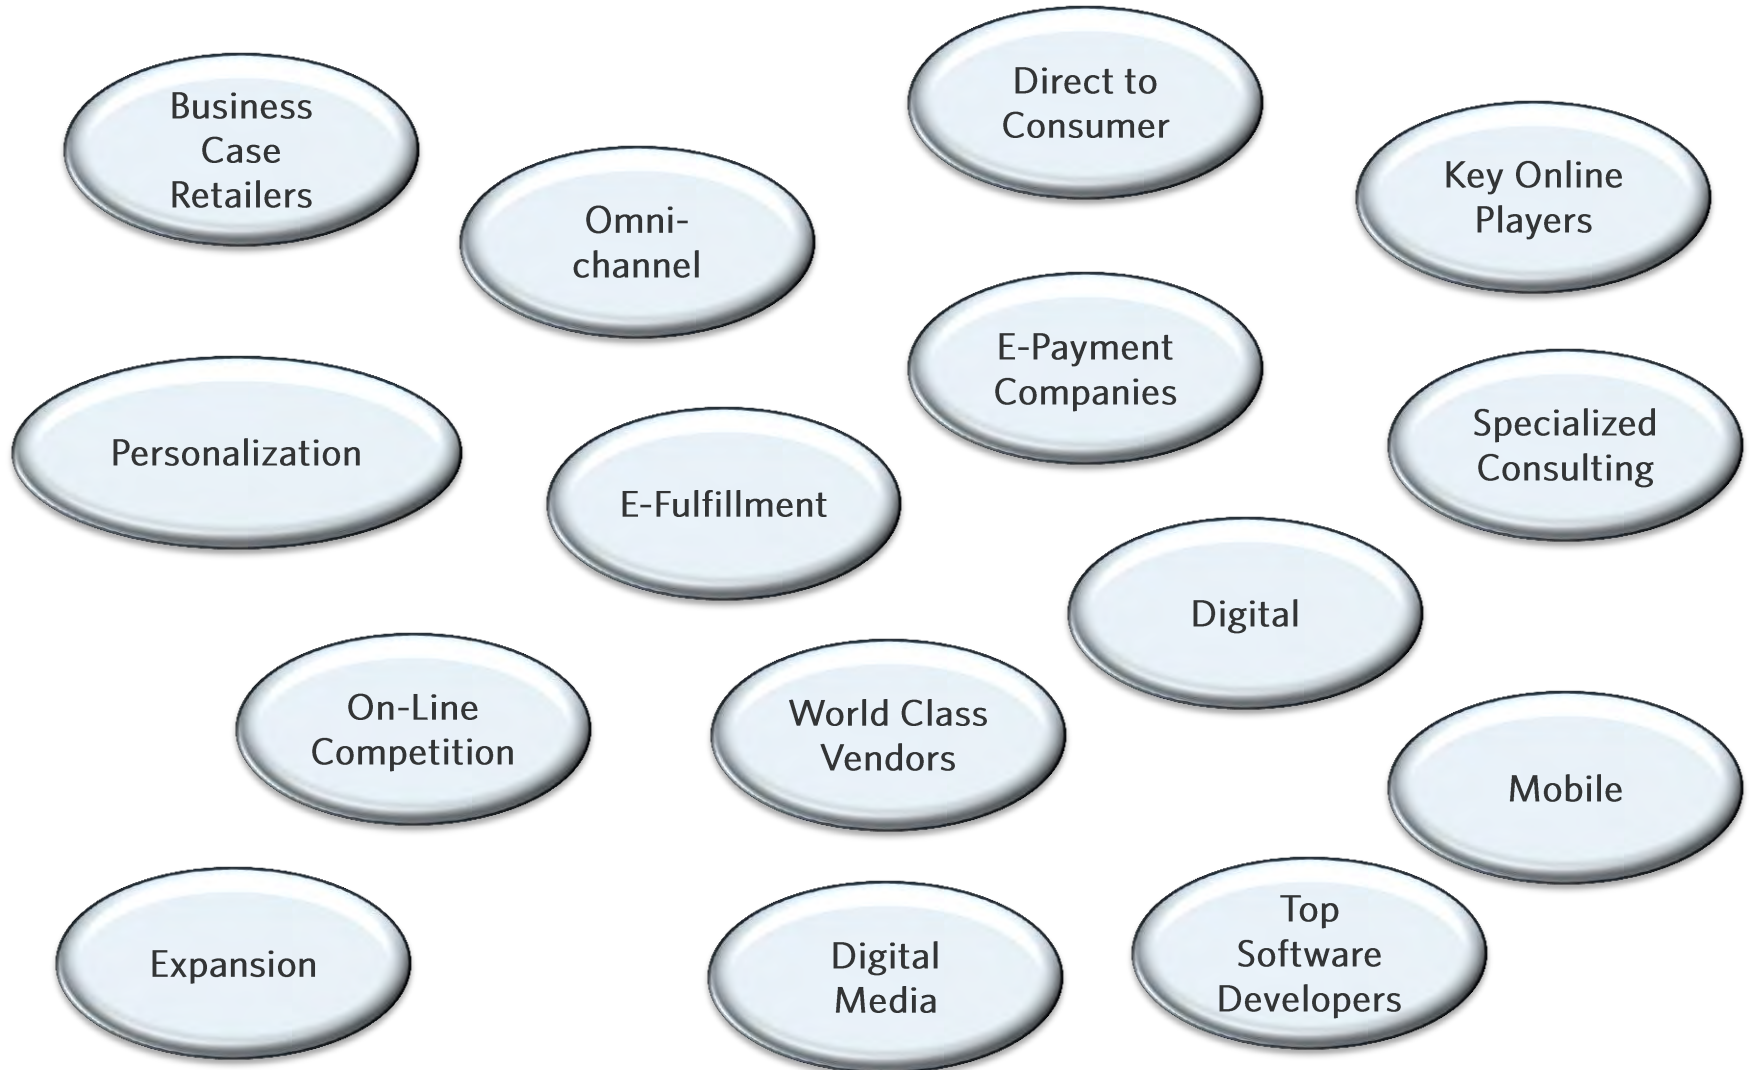 Business
Case
Retailers
Omni-
channel
Direct to
Consumer
Key Online
Players
E-Payment
Companies
Personalization
E-Fulfillment
Specialized
Consulting
Digital
On-Line
Competition
World Class
Vendors
Mobile
Expansion
Digital
Media
Top
Software
Developers